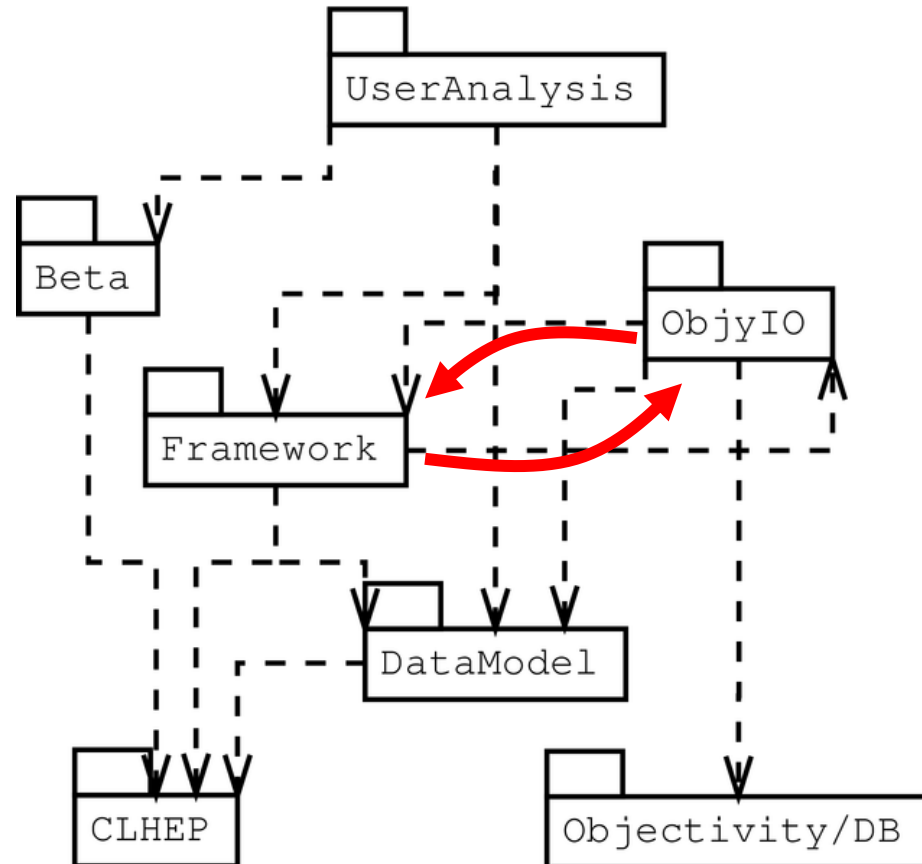 UserAnalysis
Beta
ObjyIO
Framework
DataModel
CLHEP
Objectivity/DB